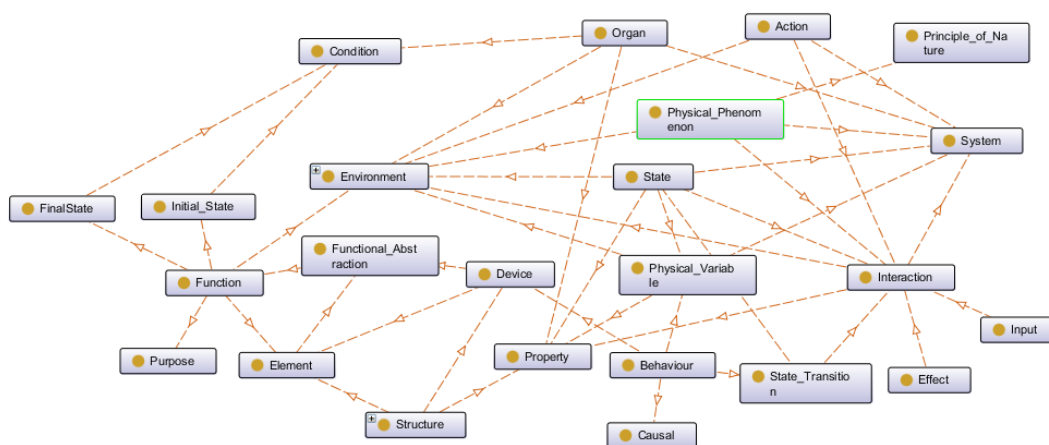 Organ
Action
Condition
Principle_of_Na
ture
Physical_Phenom
enon
System
Environment
State
FinalState
Initial_State
Functional_Abst
raction
Device
Physical_Variab
le
Interaction
Function
Input
Purpose
Element
Property
Behaviour
State_Transitio
n
Effect
Structure
Causal